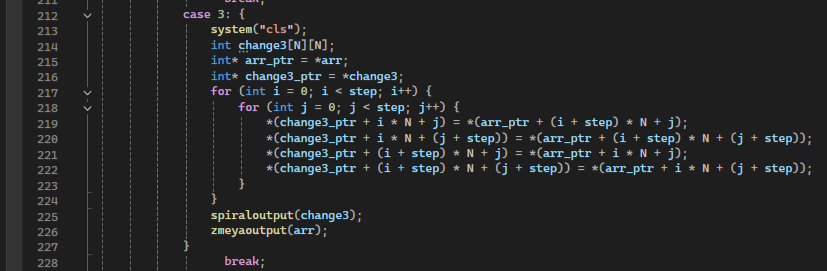 211 break;
212 case 3: {
213 system("cls");
214 int change3[N][N];
215 int* arr_ptr = *arr;
216 int* change3_ptr = *change3;
217 for (int i = 0; i < step; i++) {
218 for (int j = 0; j < step; j++) {
219 *(change3_ptr + i * N + j) = *(arr_ptr + (i + step) * N + j);
220 *(change3_ptr + i * N + (j + step)) = *(arr_ptr + (i + step) * N + (j + step));
221 *(change3_ptr + (i + step) * N + j) = *(arr_ptr + i * N + j);
222 *(change3_ptr + (i + step) * N + (j + step)) = *(arr_ptr + i * N + (j + step));
223 }
224 }
225 spiraloutput(change3);
226 zmeyaoutput(arr);
227 }
228 break;